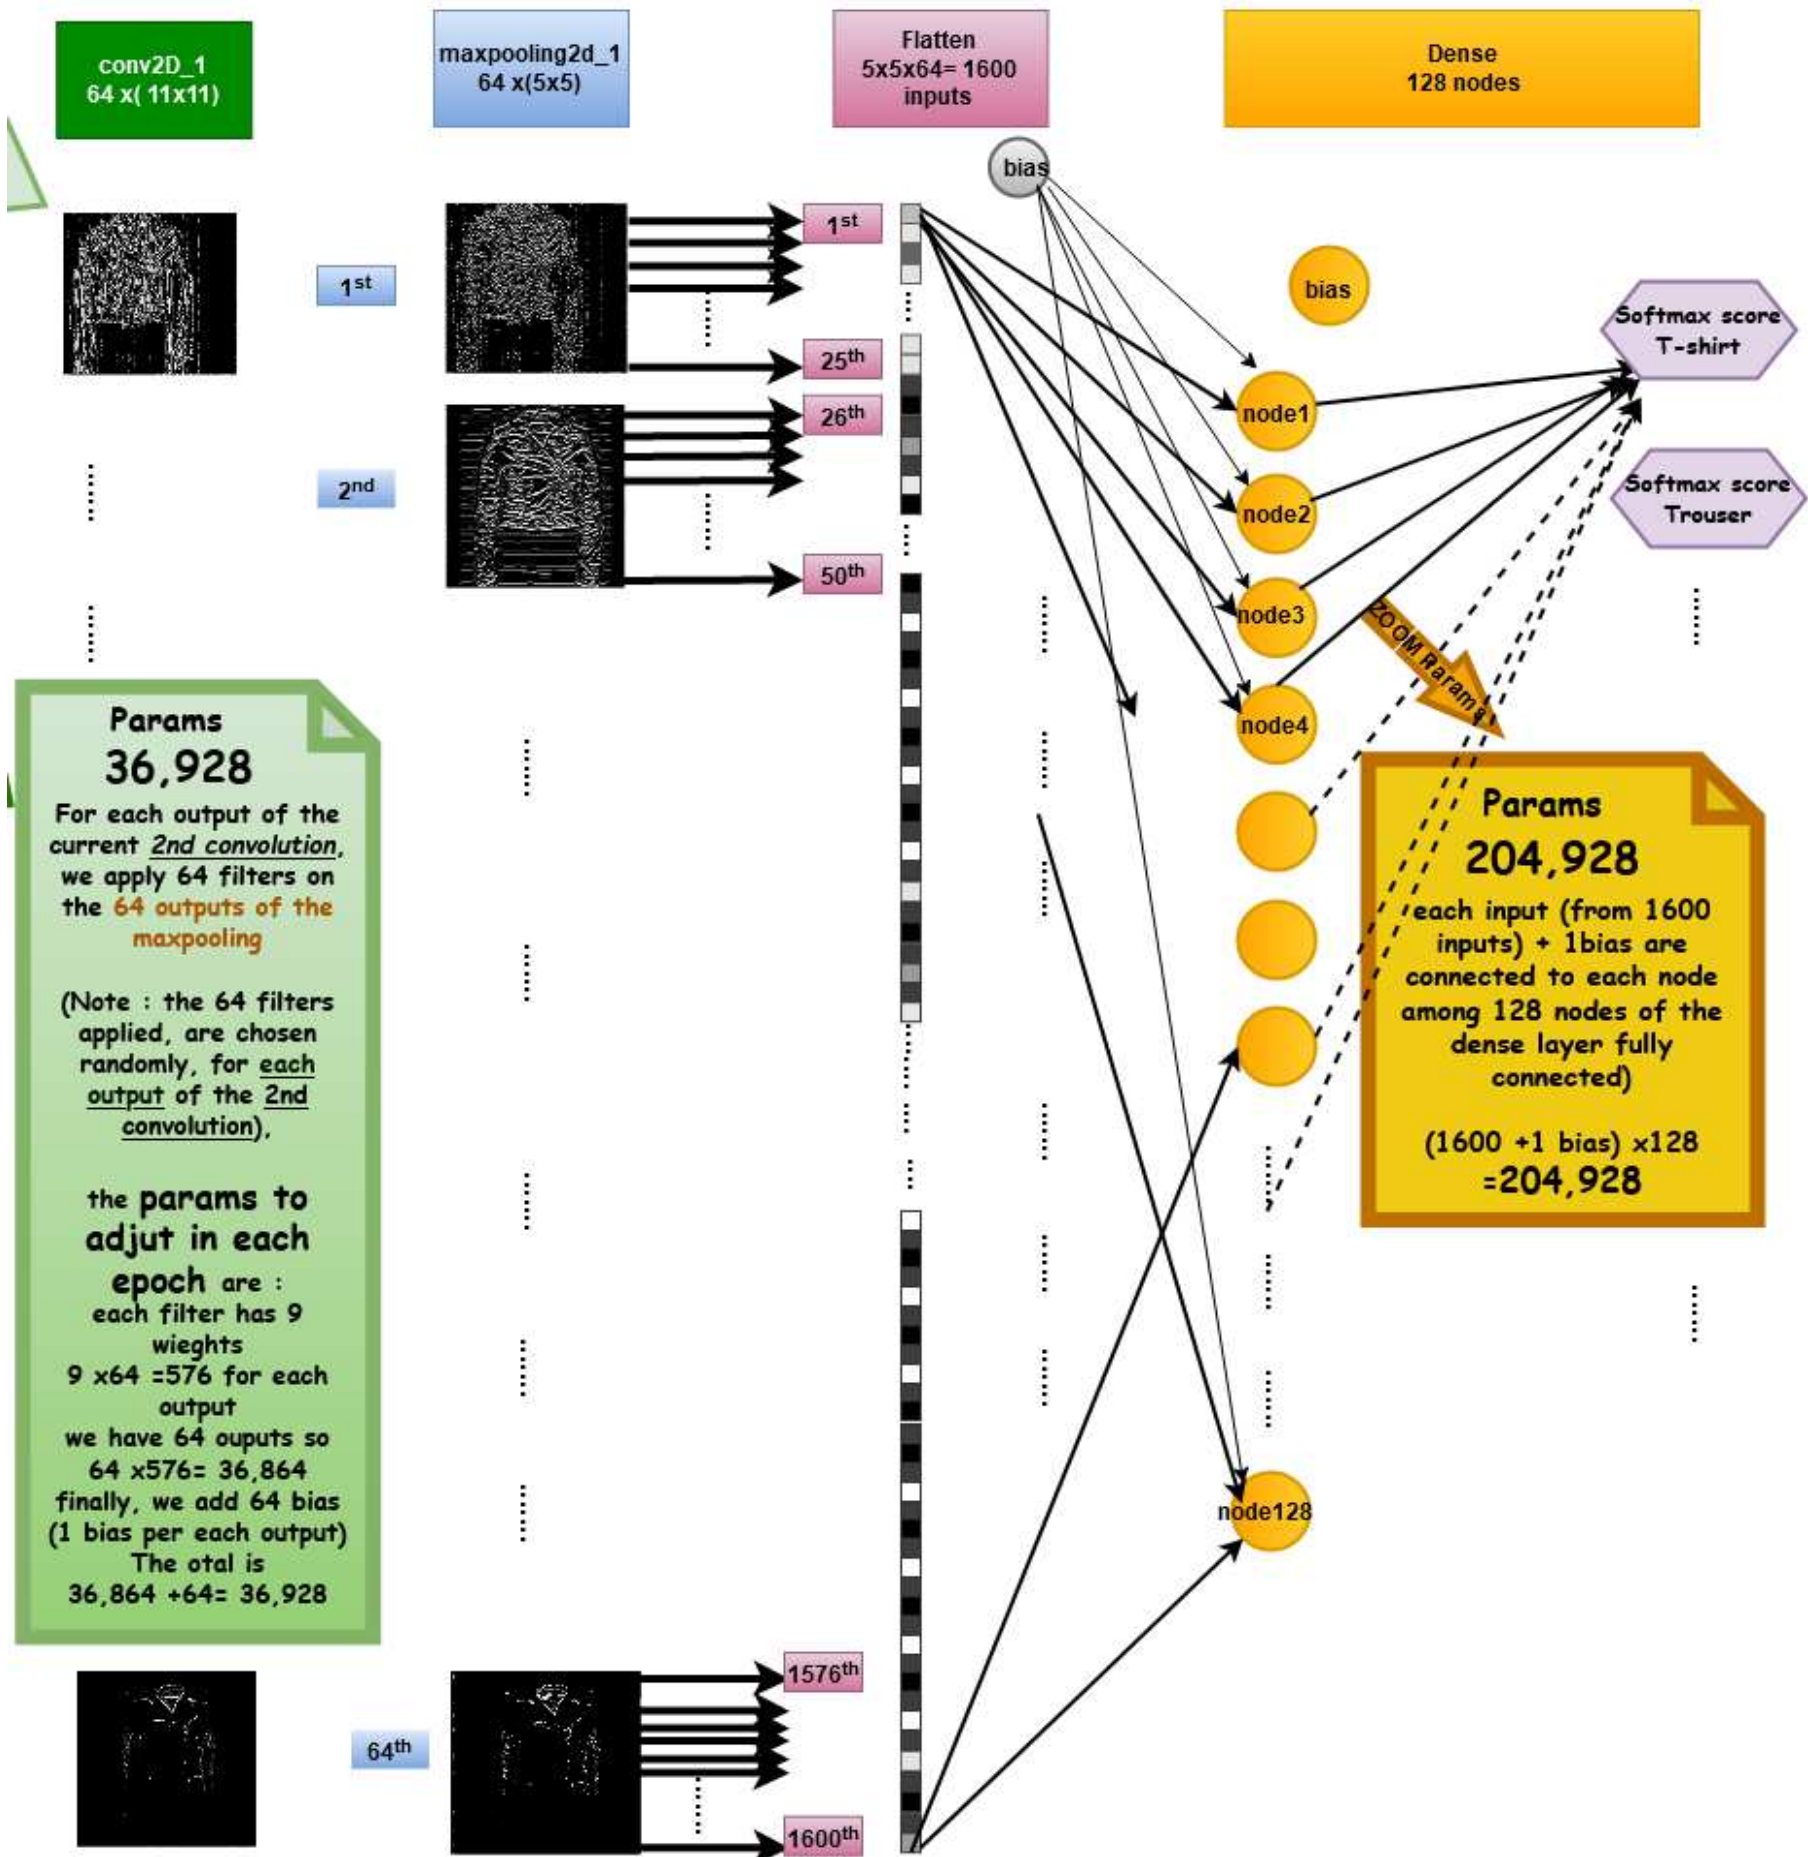 conv2D_1
64 x( 11x11)
maxpooling2d_1
64 x(5x5)
Flatten
5x5x64= 1600
inputs
Dense
128 nodes
bias
1st
1st
25th
26th
2nd
50th
bias
node1
node2
node3
node4
node128
Softmax score
T-shirt
Softmax score
Trouser
ZOOM Rarams
Params
36,928
For each output of the
current 2nd convolution,
we apply 64 filters on
the 64 outputs of the
maxpooling
(Note : the 64 filters
applied, are chosen
randomly, for each
output of the 2nd
convolution),
the params to
adjut in each
epoch are :
each filter has 9
wieghts
9 x64 =576 for each
output
we have 64 ouputs so
64 x576= 36,864
finally, we add 64 bias
(1 bias per each output)
The otal is
36,864 +64= 36,928
Params
204,928
each input (from 1600
inputs) + 1bias are
connected to each node
among 128 nodes of the
dense layer fully
connected)
(1600 +1 bias) x128
=204,928
64th
1576th
1600th